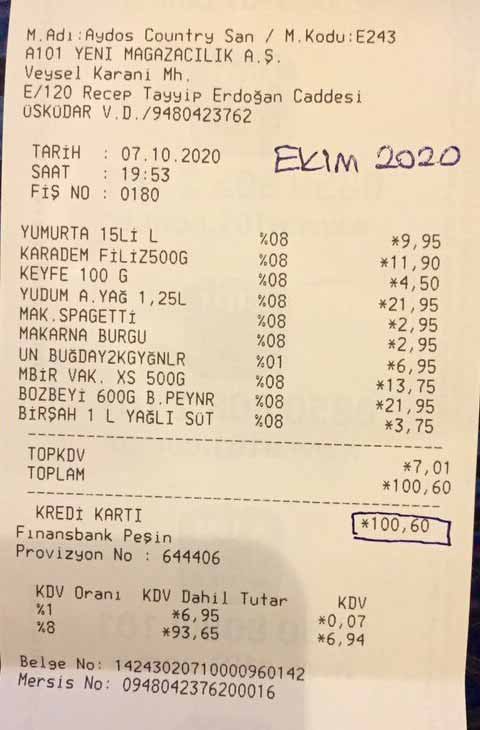 M.Adı:Aydos Country San / M.Kodu:E243
A101 YENİ MAGAZACILIK A.Ş.
Veysel Karani Mh.
E/120 Recep Tayyip Erdoğan Caddesi
ÜSKÜDAR V.D./9480423762
TARİH : 07.10.2020 EKİM 2020
SAAT : 19:53
FİŞ NO : 0180
YUMURTA 15Lİ L %08 *9,95
KARADEM FİLİZ500G %08 *11,90
KEYFE 100 G %08 *4,50
YUDUM A.YAĞ 1,25L %08 *21,95
MAK.SPAGETTİ %08 *2,95
MAKARNA BURGU %08 *2,95
UN BUĞDAY2KGYĞNLR %01 *6,95
MBİR VAK. XS 500G %08 *13,75
BOZBEYİ 600G B.PEYNR %08 *21,95
BİRŞAH 1 L YAĞLI SÜT %08 *3,75
TOPKDV *7,01
TOPLAM *100,60
KREDİ KARTI *100,60
Fınansbank Peşin
Provizyon No : 644406
KDV Oranı KDV Dahil Tutar KDV
%1 *6,95 *0,07
%8 *93,65 *6,94
Belge No: 14243020710000960142
Mersis No: 0948042376200016